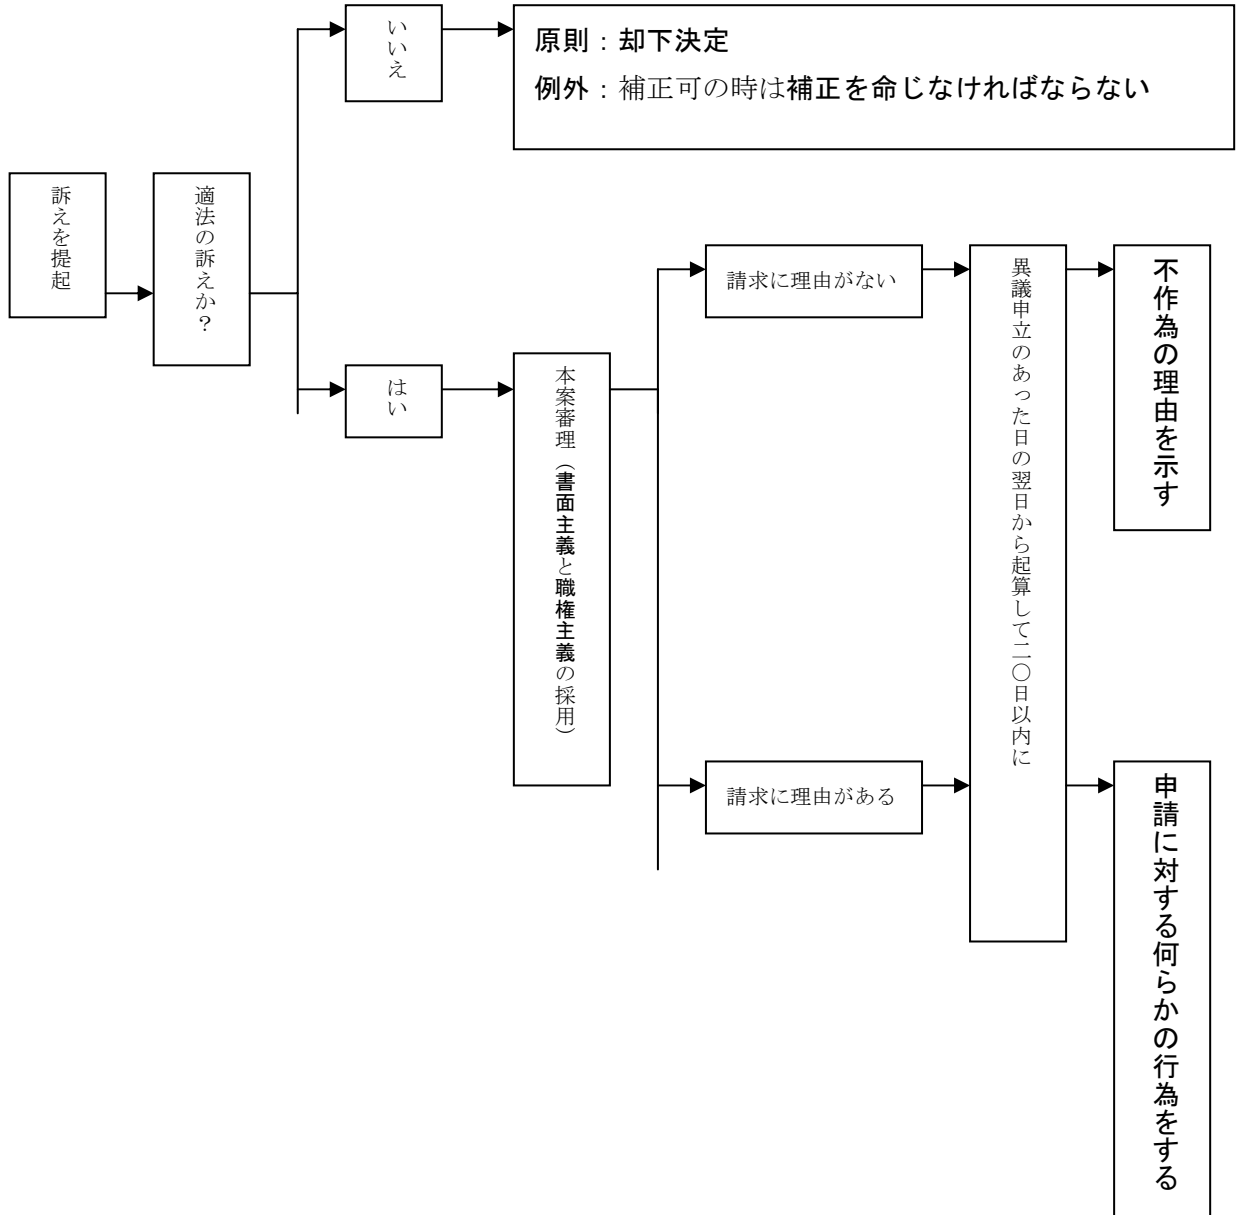 いいえ
原則：却下決定
例外：補正可の時は補正を命じなければならない
訴えを提起
適法の訴えか？
はい
本案審理（書面主義と職権主義の採用）
請求に理由がない
請求に理由がある
異議申立のあった日の翌日から起算して二〇日以内に
不作為の理由を示す
申請に対する何らかの行為をする